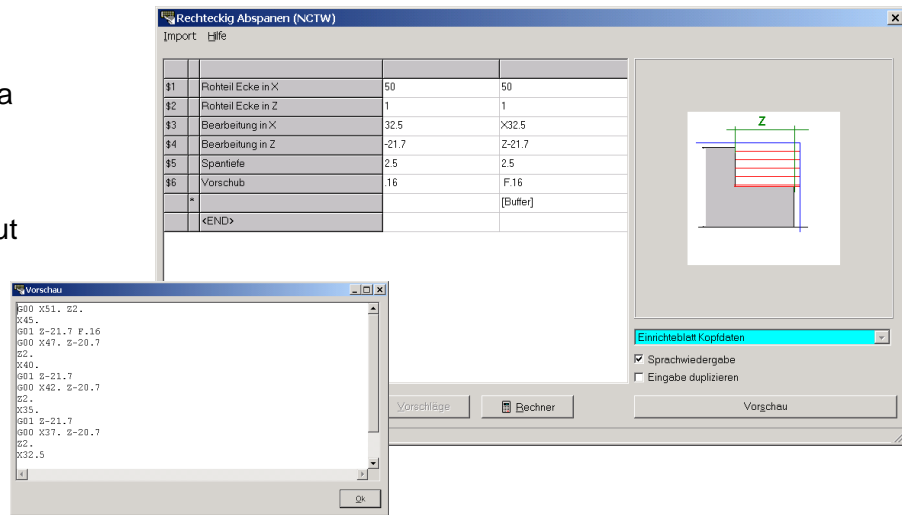 a
ut
Rechteckig Abspanen (NCTW)
Import Hilfe
$1 Rohteil Ecke in X 50 50
$2 Rohteil Ecke in Z 1 1
$3 Bearbeitung in X 32.5 X32.5
$4 Bearbeitung in Z -21.7 Z-21.7
$5 Spantiefe 2.5 2.5
$6 Vorschub .16 F.16
* [Buffer]
<END>
Z
Einrichteblatt Kopfdaten
Sprachwiedergabe
Eingabe duplizieren
Vorschläge Rechner Vorschau
Vorschau
G00 X51. Z2.
X45.
G01 Z-21.7 F.16
G00 X47. Z-20.7
Z2.
X40.
G01 Z-21.7
G00 X42. Z-20.7
Z2.
X35.
G01 Z-21.7
G00 X37. Z-20.7
Z2.
X32.5
Ok